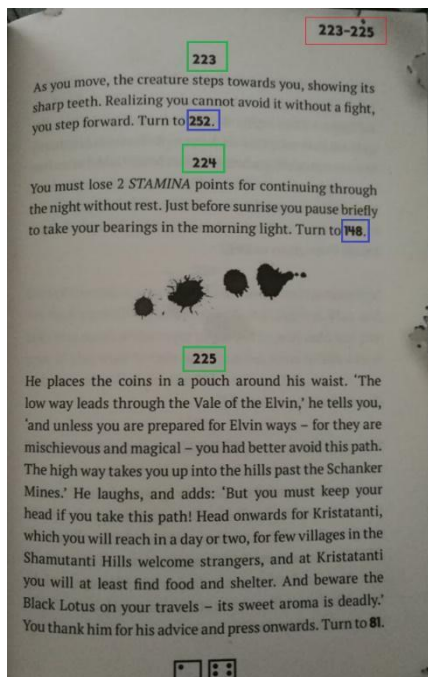 223-225
223
As you move, the creature steps towards you, showing its
sharp teeth. Realizing you cannot avoid it without a fight,
you step forward. Turn to 252.
224
You must lose 2 STAMINA points for continuing through
the night without rest. Just before sunrise you pause briefly
to take your bearings in the morning light. Turn to 148.
225
He places the coins in a pouch around his waist. ‘The
low way leads through the Vale of the Elvin,’ he tells you,
‘and unless you are prepared for Elvin ways – for they are
mischievous and magical – you had better avoid this path.
The high way takes you up into the hills past the Schanker
Mines.’ He laughs, and adds: ‘But you must keep your
head if you take this path! Head onwards for Kristatanti,
which you will reach in a day or two, for few villages in the
Shamutanti Hills welcome strangers, and at Kristatanti
you will at least find food and shelter. And beware the
Black Lotus on your travels – its sweet aroma is deadly.’
You thank him for his advice and press onwards. Turn to 81.